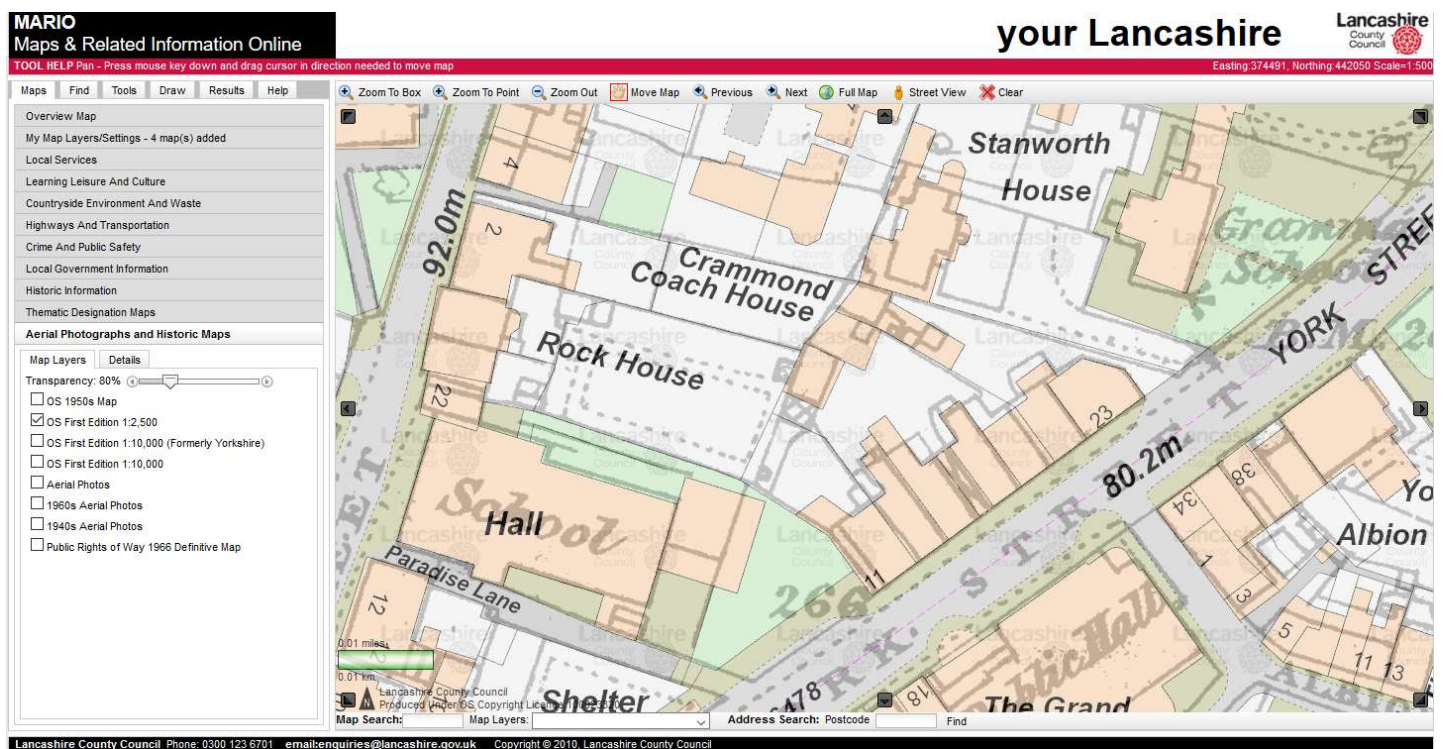 MARIO
Maps & Related Information Online
your Lancashire
Lancashire
County
Council
TOOL HELP Pan - Press mouse key down and drag cursor in direction needed to move map
Easting:374491, Northing:442050 Scale=1:500
Maps Find Tools Draw Results Help
Zoom To Box Zoom To Point Zoom Out Move Map Previous Next Full Map Street View Clear
Overview Map
My Map Layers/Settings - 4 map(s) added
Local Services
Learning Leisure And Culture
Countryside Environment And Waste
Highways And Transportation
Crime And Public Safety
Local Government Information
Historic Information
Thematic Designation Maps
Aerial Photographs and Historic Maps
Map Layers Details
Transparency: 80%
OS 1950s Map
OS First Edition 1:2,500
OS First Edition 1:10,000 (Formerly Yorkshire)
OS First Edition 1:10,000
Aerial Photos
1960s Aerial Photos
1940s Aerial Photos
Public Rights of Way 1966 Definitive Map
Stanworth
House
4
92.0m
2
Crammond
Coach House
Rock House
YORK STREE
22
23
80.2m
38
34
Yo
Albion
School
Hall
Paradise Lane
11
266
STREET
1
3
5
11 13
12
Public Hall
0.01 miles
0.01 km
Lancashire County Council
Shelter
478
18
The Grand
Map Search: Map Layers: Address Search: Postcode Find
Lancashire County Council Phone: 0300 123 6701 email:enquiries@lancashire.gov.uk Copyright © 2010, Lancashire County Council